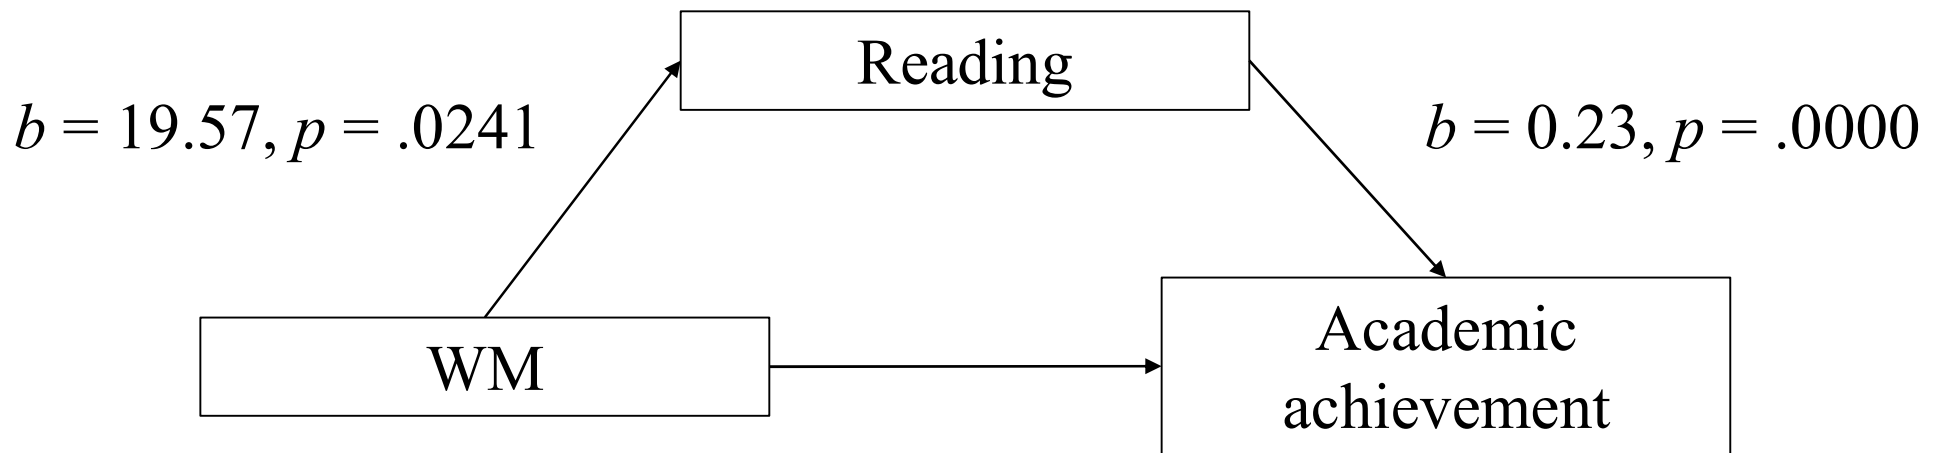 Reading
b = 19.57, p = .0241
b = 0.23, p = .0000
WM
Academic
achievement